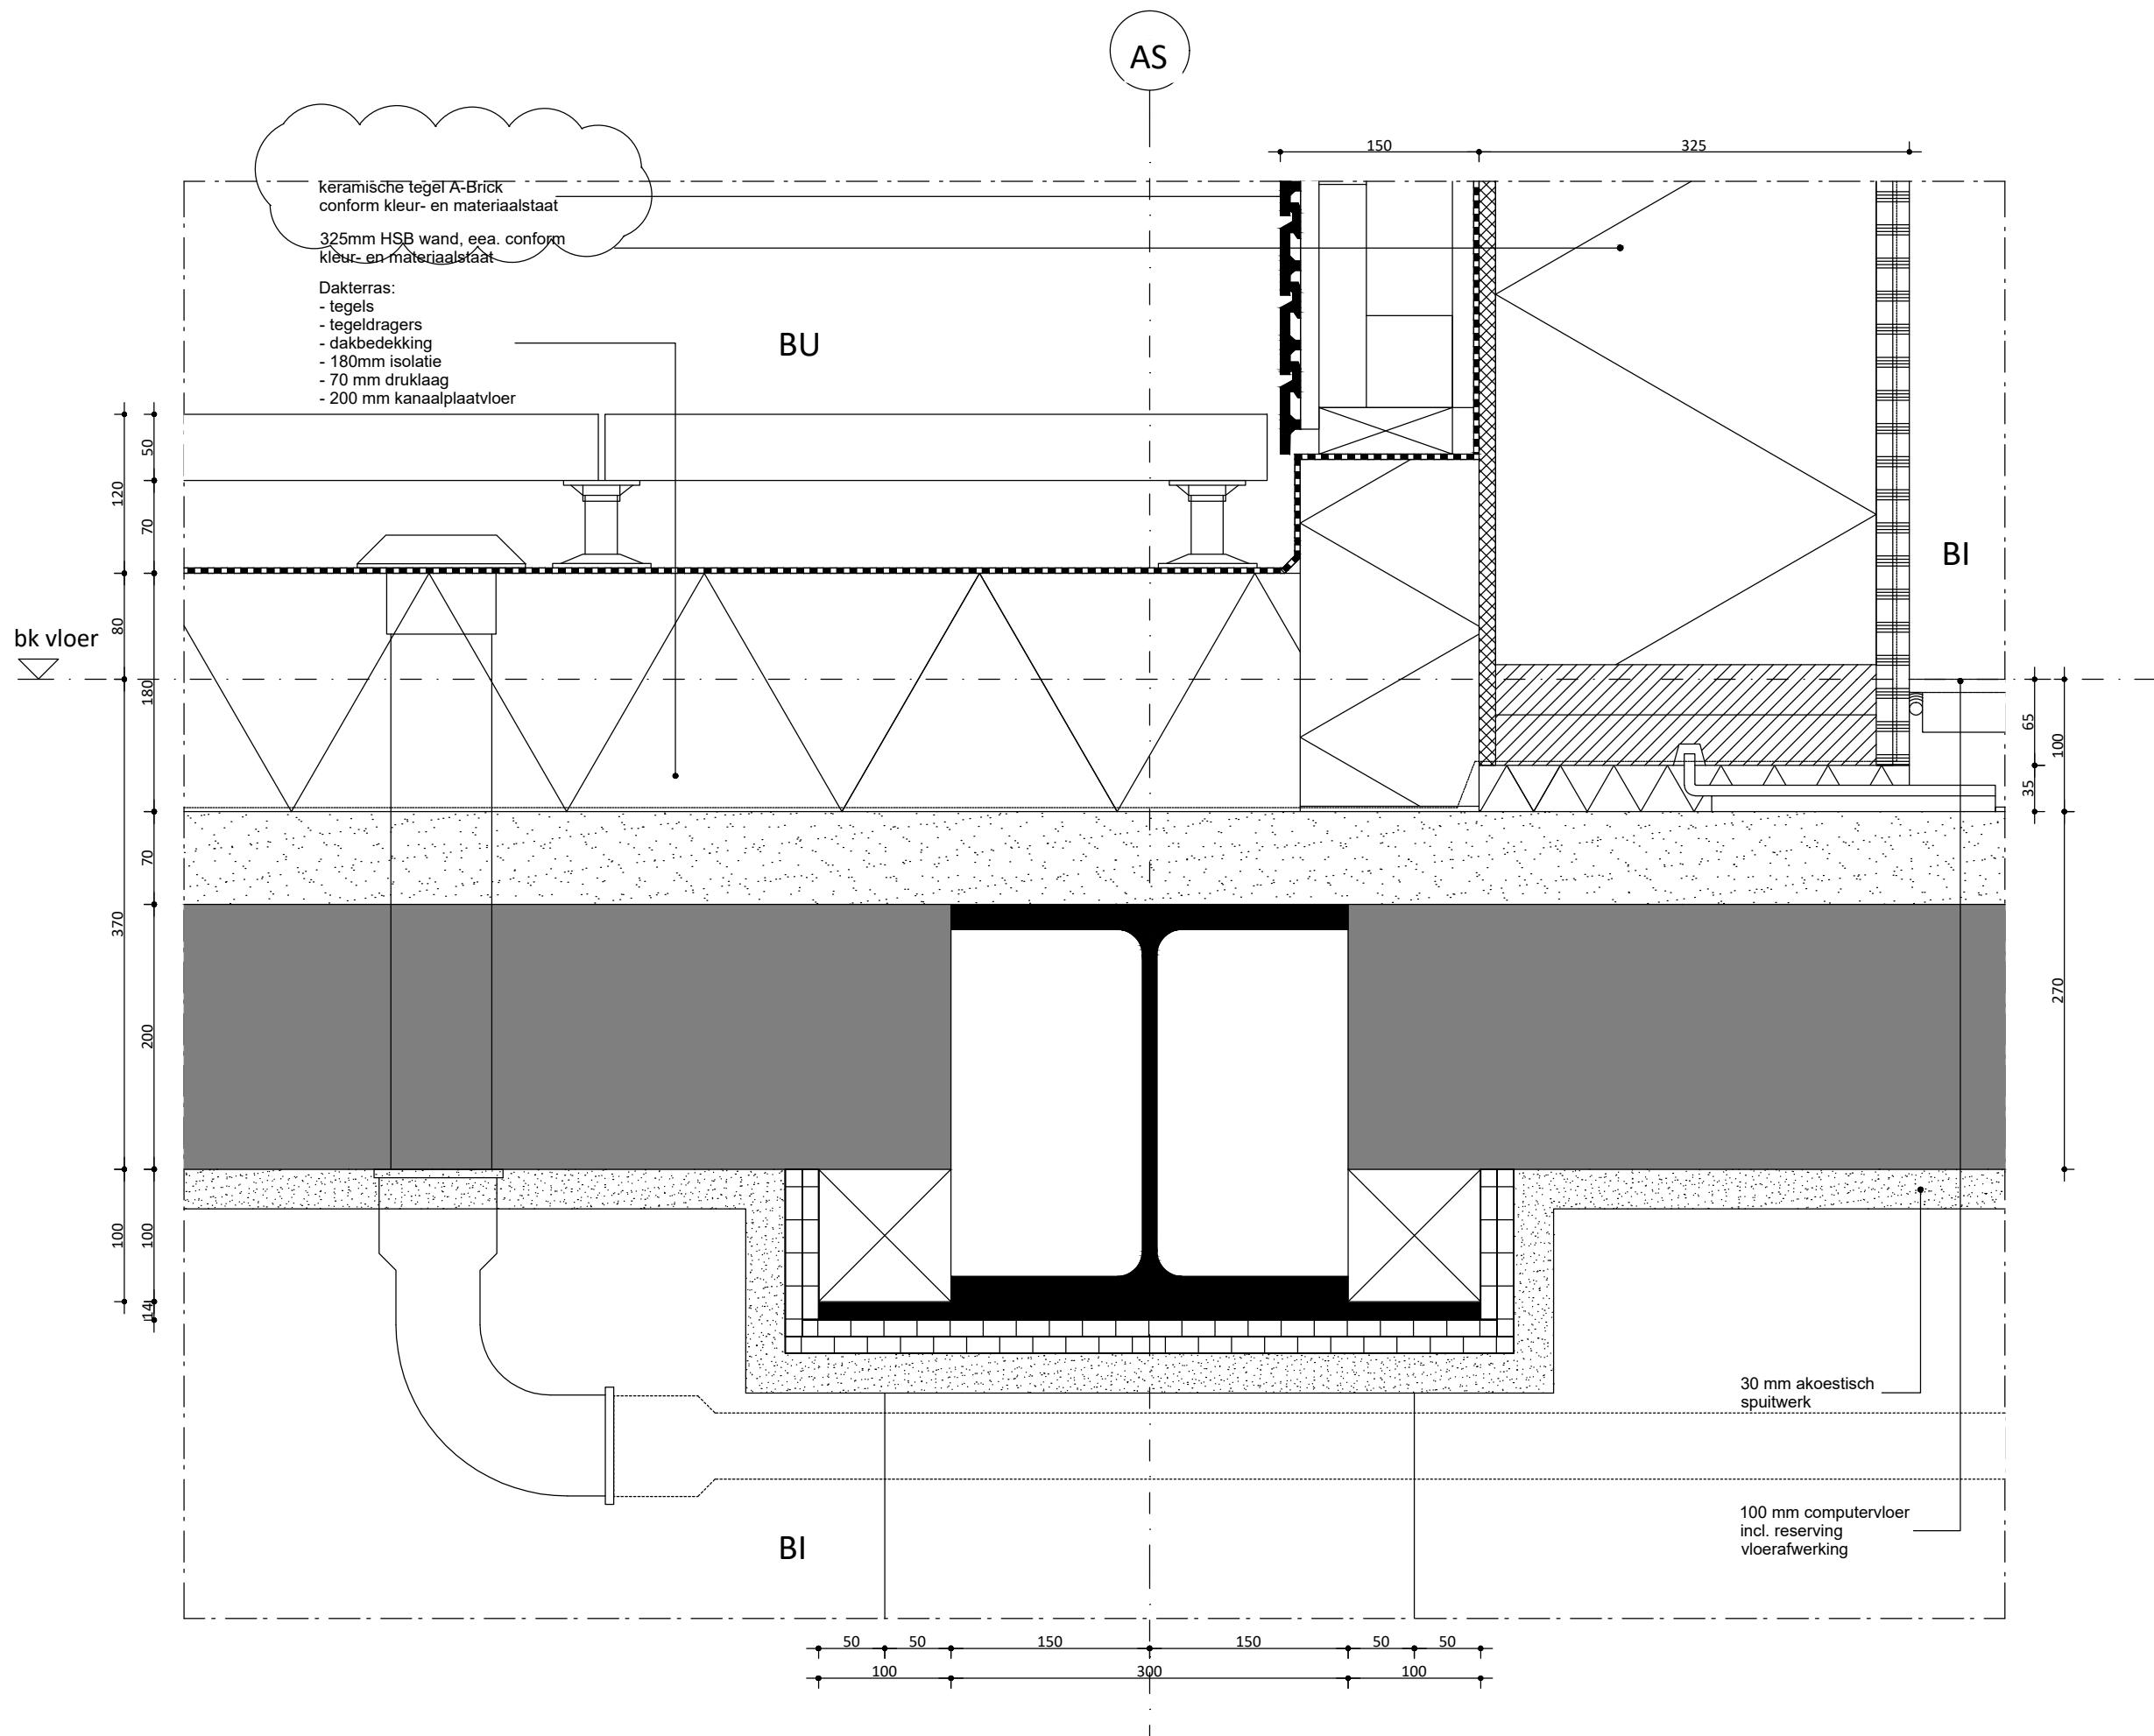 AS
150
325
keramische tegel A-Brick
conform kleur- en materiaalstaat
325mm HSB wand, eea. conform
kleur- en materiaalstaat
Dakterras:
- tegels
- tegeldragers
- dakbedekking
- 180mm isolatie
- 70 mm druklaag
- 200 mm kanaalplaatvloer
BU
BI
bk vloer
120
50
70
80
180
70
370
200
100
100
14
65
100
35
270
30 mm akoestisch
spuitwerk
100 mm computervloer
incl. reserving
vloerafwerking
BI
50
50
150
150
50
50
100
300
100